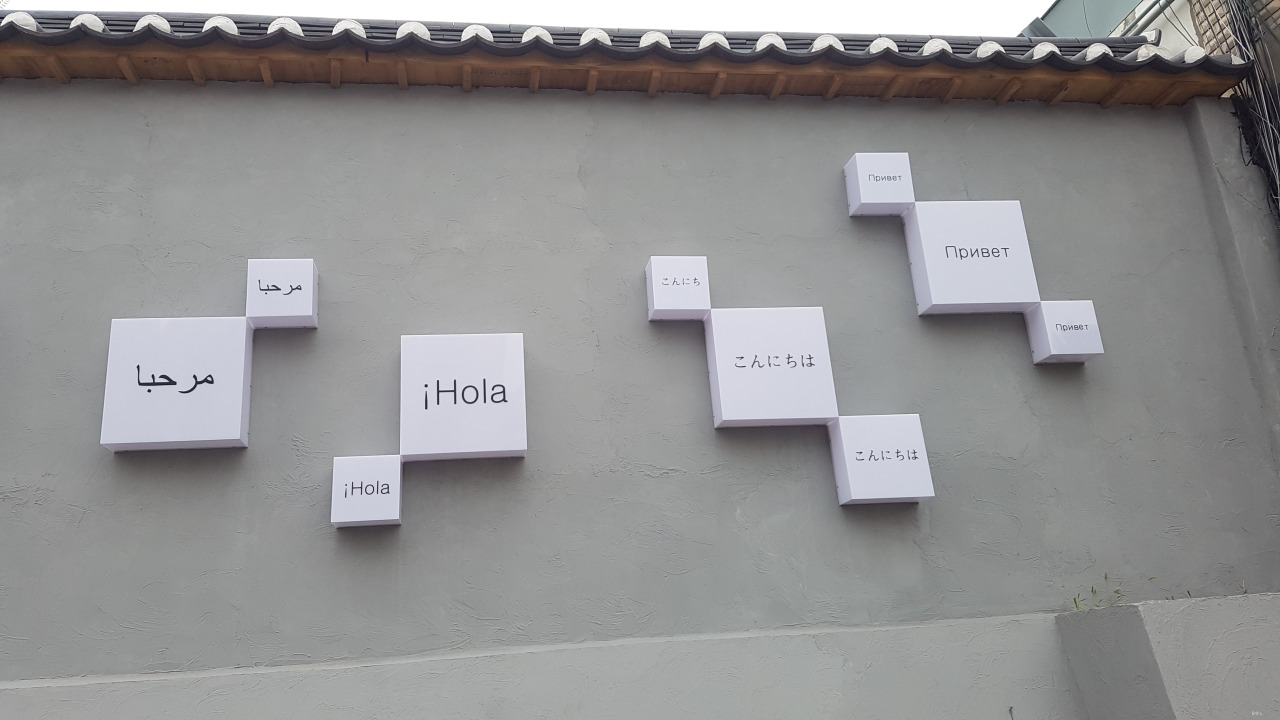 مرحبا
مرحبا
¡Hola
¡Hola
こんにち
こんにちは
こんにちは
Привет
Привет
Привет